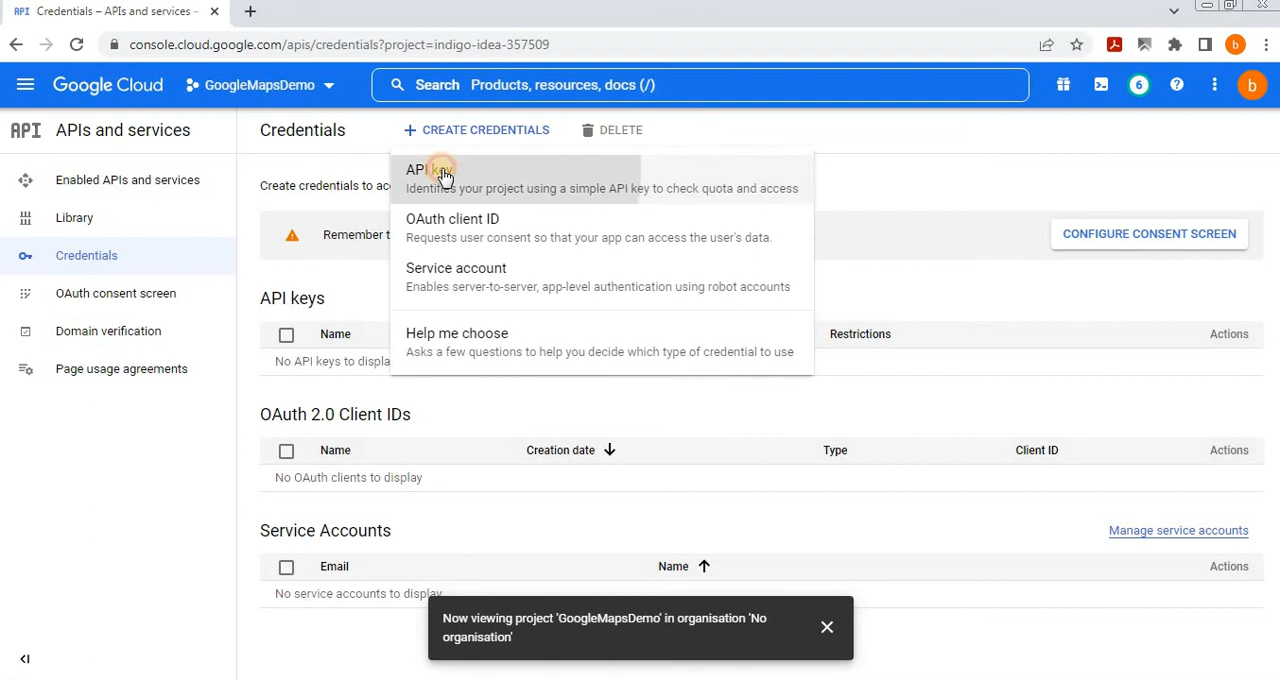 API Credentials – APIs and services -
console.cloud.google.com/apis/credentials?project=indigo-idea-357509
b
Google Cloud
GoogleMapsDemo
Search Products, resources, docs (/)
6
b
API APIs and services
Credentials
+ CREATE CREDENTIALS
DELETE
Enabled APIs and services
Library
Credentials
OAuth consent screen
Domain verification
Page usage agreements
Create credentials to acc
API key
Identifies your project using a simple API key to check quota and access
OAuth client ID
Requests user consent so that your app can access the user's data.
Service account
Enables server-to-server, app-level authentication using robot accounts
Help me choose
Asks a few questions to help you decide which type of credential to use
Remember t
CONFIGURE CONSENT SCREEN
API keys
Name
Restrictions
Actions
No API keys to displa
OAuth 2.0 Client IDs
Name
Creation date
Type
Client ID
Actions
No OAuth clients to display
Service Accounts
Manage service accounts
Email
Name
Actions
No service accounts to display
Now viewing project 'GoogleMapsDemo' in organisation 'No
organisation'